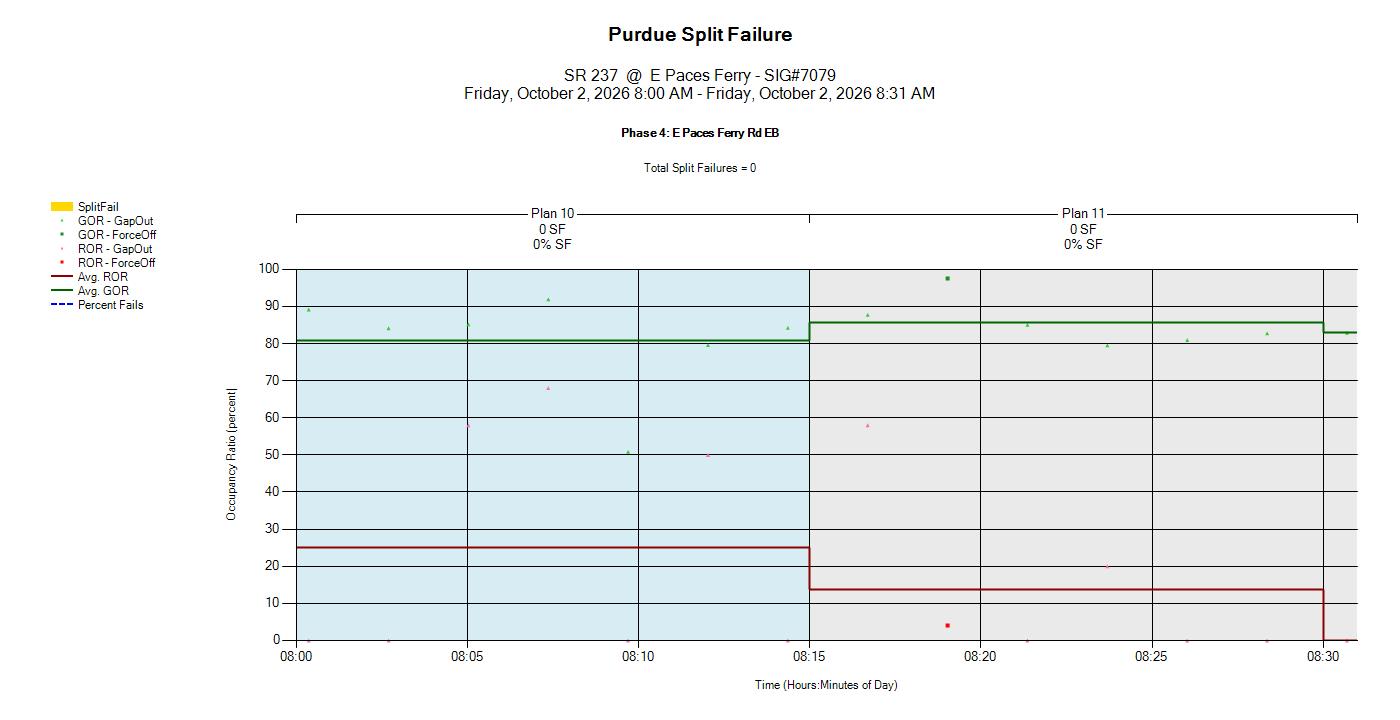 Purdue Split Failure
SR 237 @ E Paces Ferry - SIG#7079
Friday, October 2, 2026 8:00 AM - Friday, October 2, 2026 8:31 AM
Phase 4: E Paces Ferry Rd EB
Total Split Failures = 0
SplitFail
GOR - GapOut
GOR - ForceOff
ROR - GapOut
ROR - ForceOff
Avg. ROR
Avg. GOR
Percent Fails
Plan 10
0 SF
0% SF
Plan 11
0 SF
0% SF
Occupancy Ratio (percent)
100
90
80
70
60
50
40
30
20
10
0
08:00
08:05
08:10
08:15
08:20
08:25
08:30
Time (Hours:Minutes of Day)